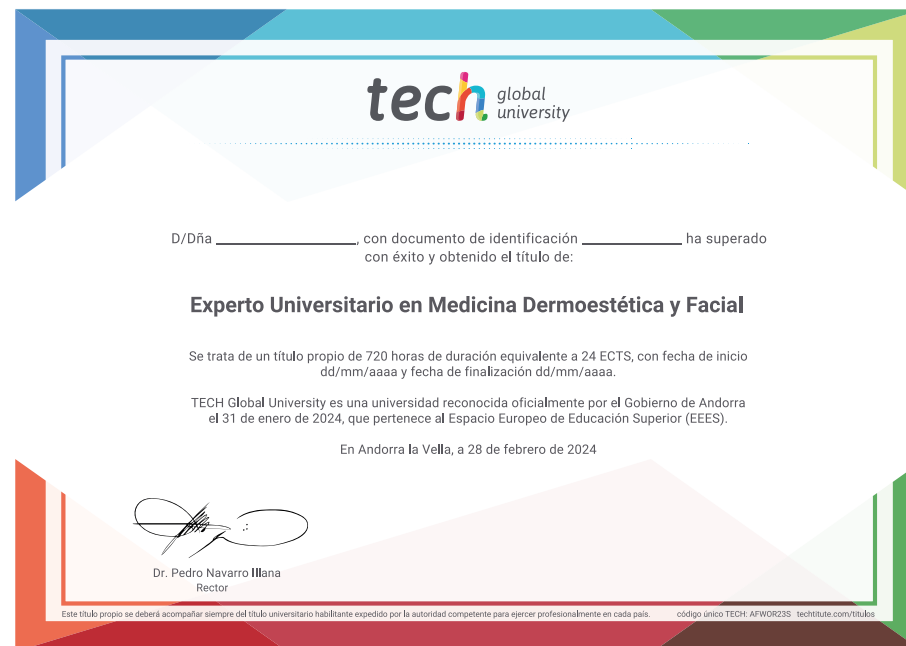 tech global university
D/Dña ____________________, con documento de identificación ______________ ha superado
con éxito y obtenido el título de:
Experto Universitario en Medicina Dermoestética y Facial
Se trata de un título propio de 720 horas de duración equivalente a 24 ECTS, con fecha de inicio
dd/mm/aaaa y fecha de finalización dd/mm/aaaa.
TECH Global University es una universidad reconocida oficialmente por el Gobierno de Andorra
el 31 de enero de 2024, que pertenece al Espacio Europeo de Educación Superior (EEES).
En Andorra la Vella, a 28 de febrero de 2024
Dr. Pedro Navarro Illana
Rector
Este título propio se deberá acompañar siempre del título universitario habilitante expedido por la autoridad competente para ejercer profesionalmente en cada país. código único TECH: AFWOR23S techtitute.com/titulos